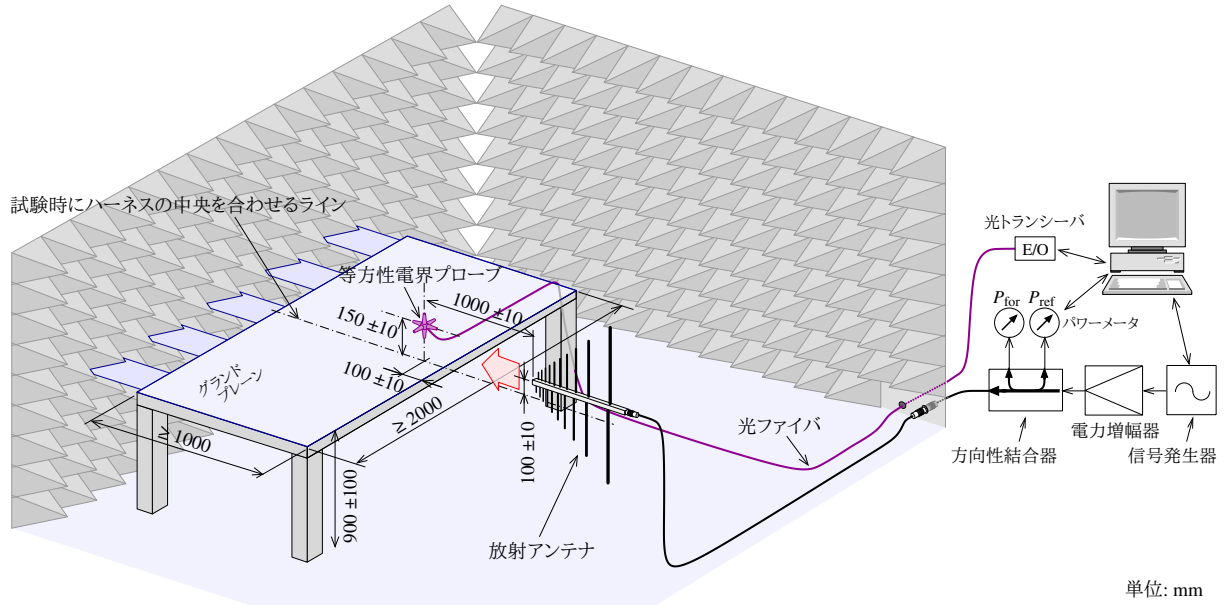 試験時にハーネスの中央を合わせるライン
等方性電界プローブ
1000 ±10
150 ±10
100 ±10
グランド
プレーン
≥ 1000
≥ 2000
900 ±100
100 ±10
放射アンテナ
光ファイバ
光トランシーバ
E/O
Pfor
Pref
パワーメータ
方向性結合器
電力増幅器
信号発生器
単位: mm